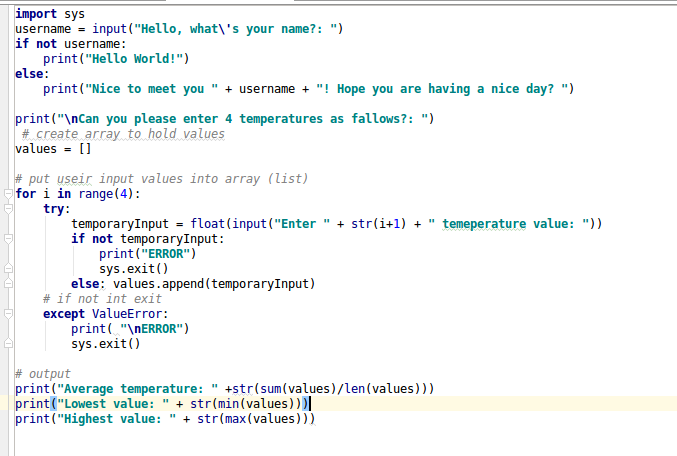 import sys
username = input("Hello, what\'s your name?: ")
if not username:
    print("Hello World!")
else:
    print("Nice to meet you " + username + "! Hope you are having a nice day? ")

print("\nCan you please enter 4 temperatures as fallows?: ")
 # create array to hold values
values = []

# put useir input values into array (list)
for i in range(4):
    try:
        temporaryInput = float(input("Enter " + str(i+1) + " temeperature value: "))
        if not temporaryInput:
            print("ERROR")
            sys.exit()
        else: values.append(temporaryInput)
    # if not int exit
    except ValueError:
        print( "\nERROR")
        sys.exit()

# output
print("Average temperature: " +str(sum(values)/len(values)))
print("Lowest value: " + str(min(values)))
print("Highest value: " + str(max(values)))